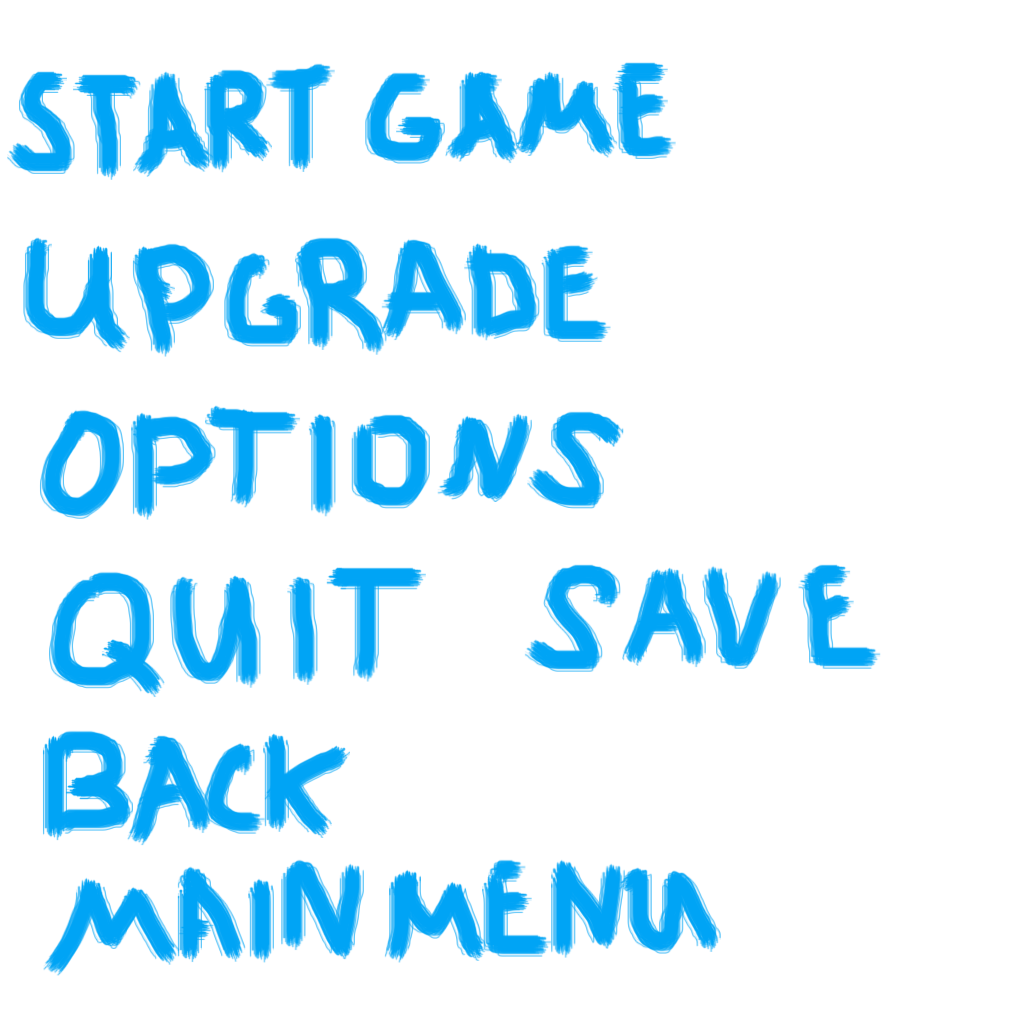 START GAME
UPGRADE
OPTIONS
QUIT SAVE
BACK
MAIN MENU